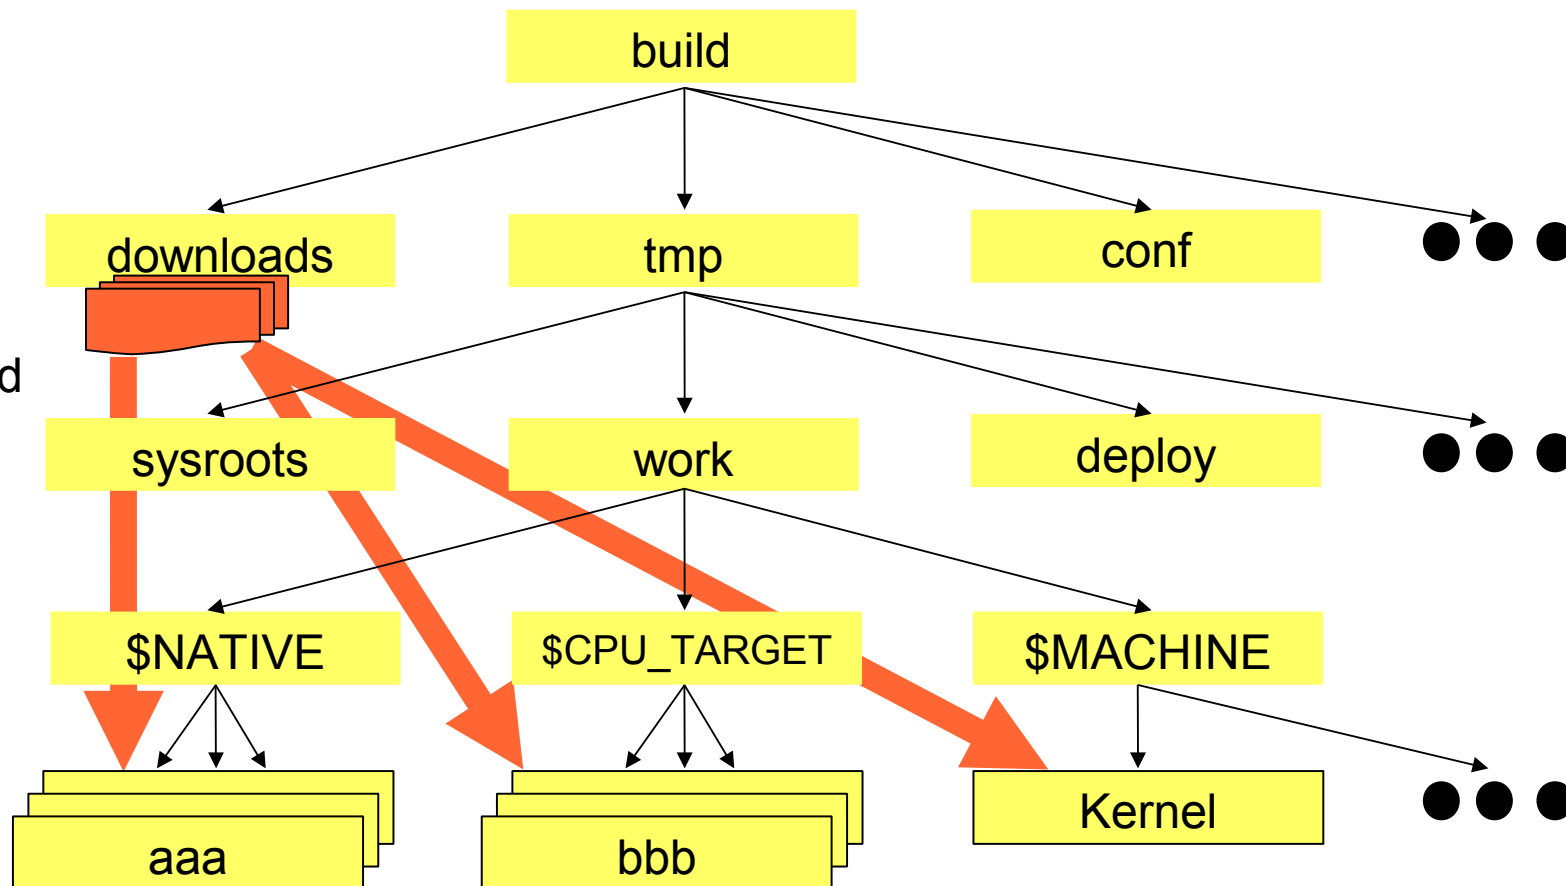 build
downloads
tmp
conf
d
sysroots
work
deploy
$NATIVE
$CPU_TARGET
$MACHINE
aaa
bbb
Kernel